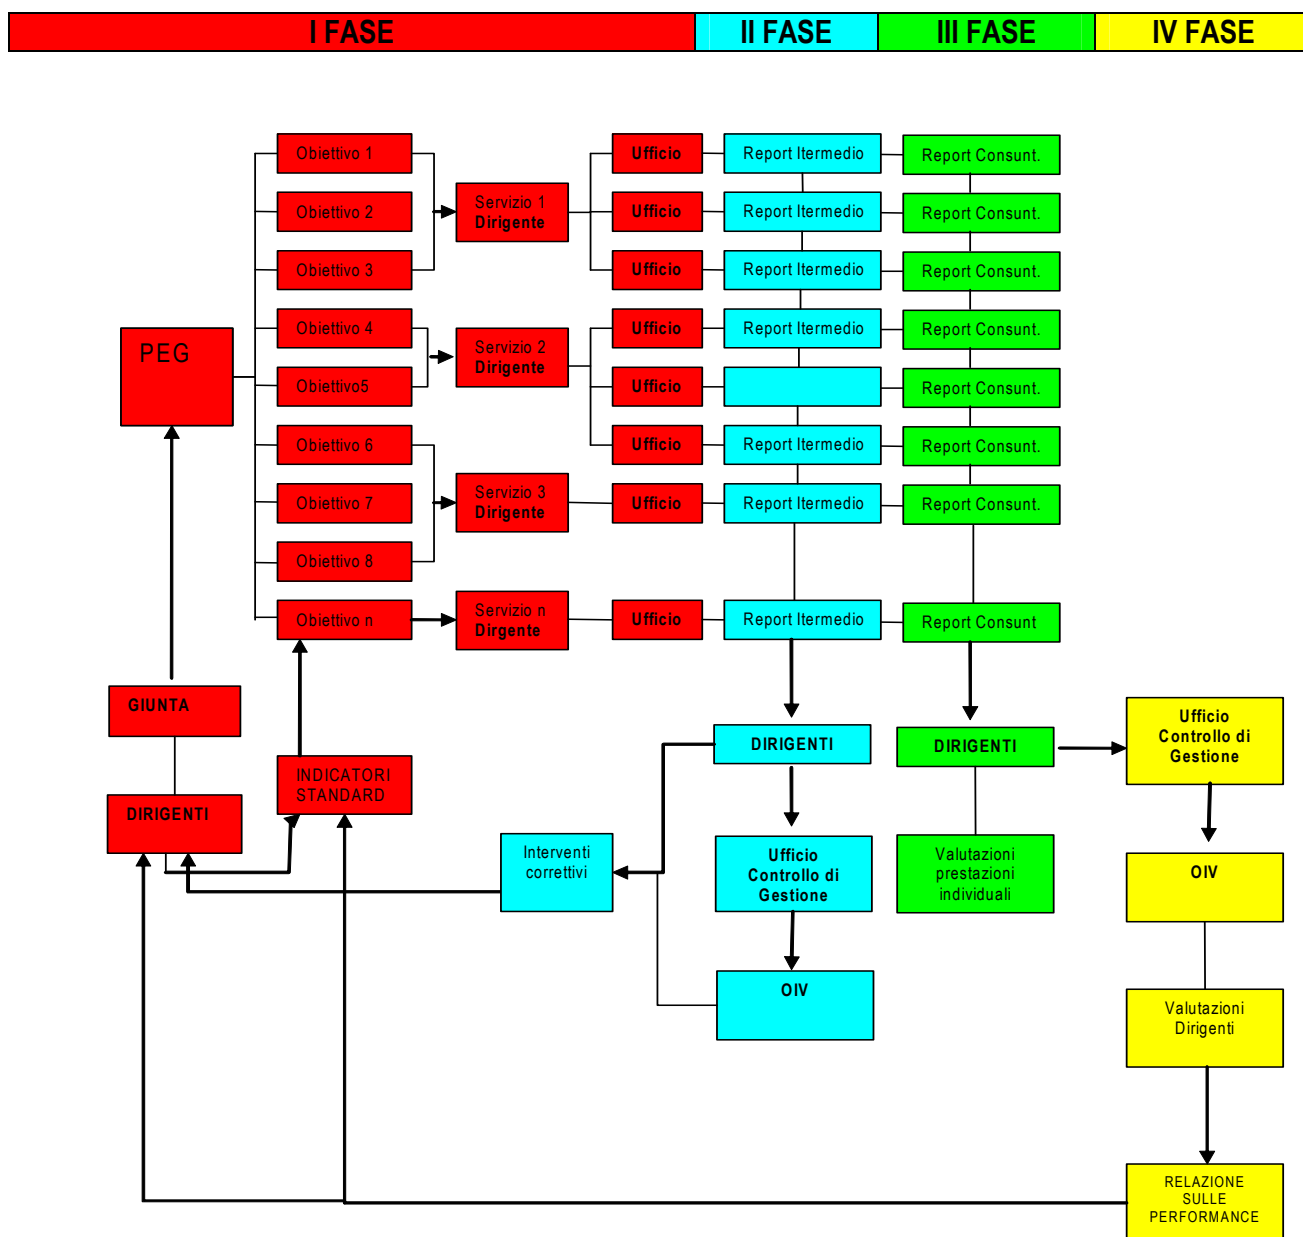 I FASE
II FASE
III FASE
IV FASE
Obiettivo 1
Ufficio
Report Itermedio
Report Consunt.
Obiettivo 2
Servizio 1
Dirigente
Ufficio
Report Itermedio
Report Consunt.
Obiettivo 3
Ufficio
Report Itermedio
Report Consunt.
PEG
Obiettivo 4
Servizio 2
Dirigente
Ufficio
Report Itermedio
Report Consunt.
Obiettivo5
Ufficio
Report Consunt.
Obiettivo 6
Ufficio
Report Itermedio
Report Consunt.
Obiettivo 7
Servizio 3
Dirigente
Ufficio
Report Itermedio
Report Consunt.
Obiettivo 8
Obiettivo n
Servizio n
Dirgente
Ufficio
Report Itermedio
Report Consunt
GIUNTA
DIRIGENTI
INDICATORI
STANDARD
DIRIGENTI
DIRIGENTI
Ufficio
Controllo di
Gestione
Interventi
correttivi
Ufficio
Controllo di
Gestione
Valutazioni
prestazioni
individuali
OIV
OIV
Valutazioni
Dirigenti
RELAZIONE
SULLE
PERFORMANCE